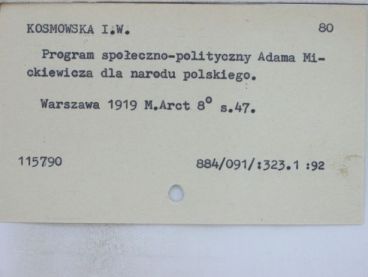 KOSMOWSKA I.W. 80
Program społeczno-polityczny Adama Mi-
ckiewicza dla narodu polskiego.
Warszawa 1919 M.Arct 8° s.47.
115790 884/091/:323.1 :92